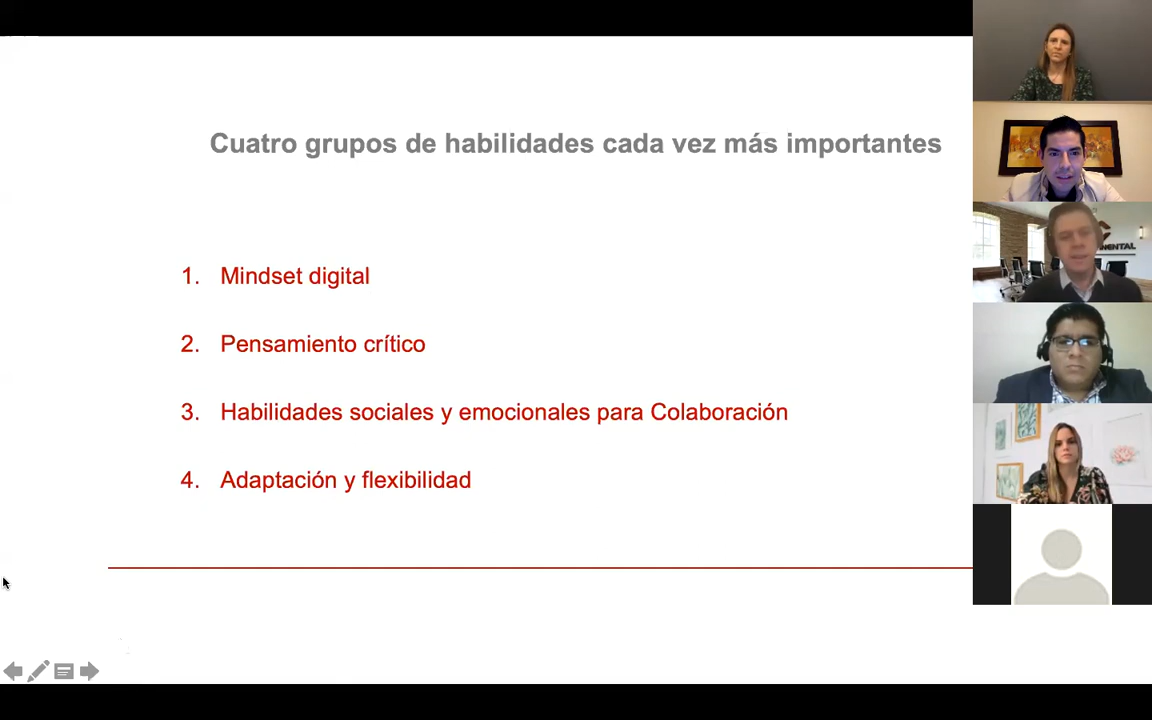 Cuatro grupos de habilidades cada vez más importantes
1. Mindset digital
2. Pensamiento crítico
3. Habilidades sociales y emocionales para Colaboración
4. Adaptación y flexibilidad